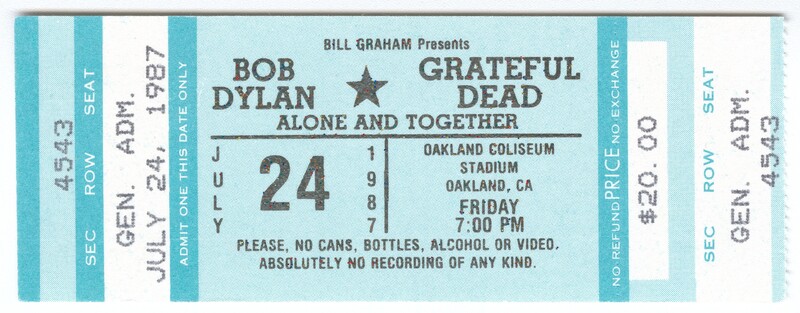 4543
SEC ROW SEAT
GEN. ADM.
JULY 24, 1987
ADMIT ONE THIS DATE ONLY
BILL GRAHAM Presents
BOB DYLAN
GRATEFUL DEAD
ALONE AND TOGETHER
JULY
24
1987
OAKLAND COLISEUM
STADIUM
OAKLAND, CA
FRIDAY
7:00 PM
PLEASE, NO CANS, BOTTLES, ALCOHOL OR VIDEO.
ABSOLUTELY NO RECORDING OF ANY KIND.
NO REFUND PRICE NO EXCHANGE
$20.00
SEC ROW SEAT
GEN. ADM.
4543